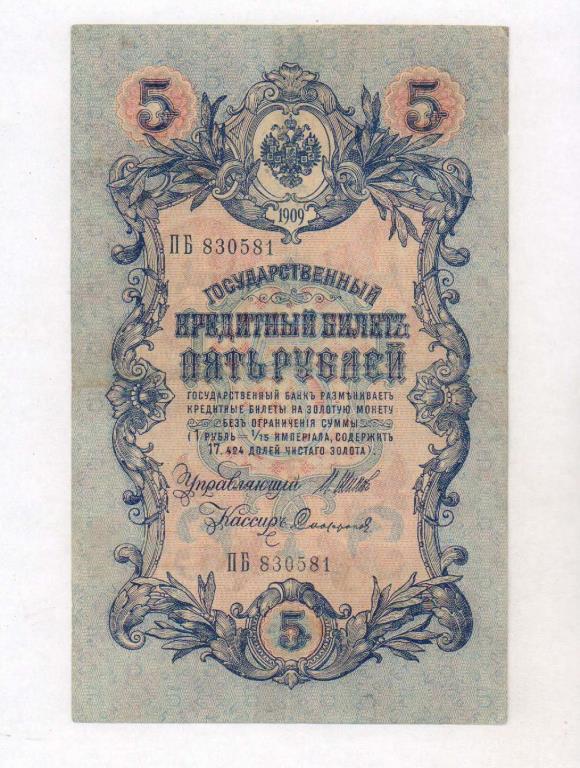 5 5
1909
ПБ 830581
ГОСУДАРСТВЕННЫЙ
КРЕДИТНЫЙ БИЛЕТЪ
ПЯТЬ РУБЛЕЙ
ГОСУДАРСТВЕННЫЙ БАНКЪ РАЗМѢНИВАЕТЪ
КРЕДИТНЫЕ БИЛЕТЫ НА ЗОЛОТУЮ МОНЕТУ
БЕЗЪ ОГРАНИЧЕНІЯ СУММЫ
(1 РУБЛЬ = 1/15 ИМПЕРІАЛА, СОДЕРЖИТЪ
17,424 ДОЛЕЙ ЧИСТАГО ЗОЛОТА).
Управляющій И Шипов
Кассиръ
ПБ 830581
5